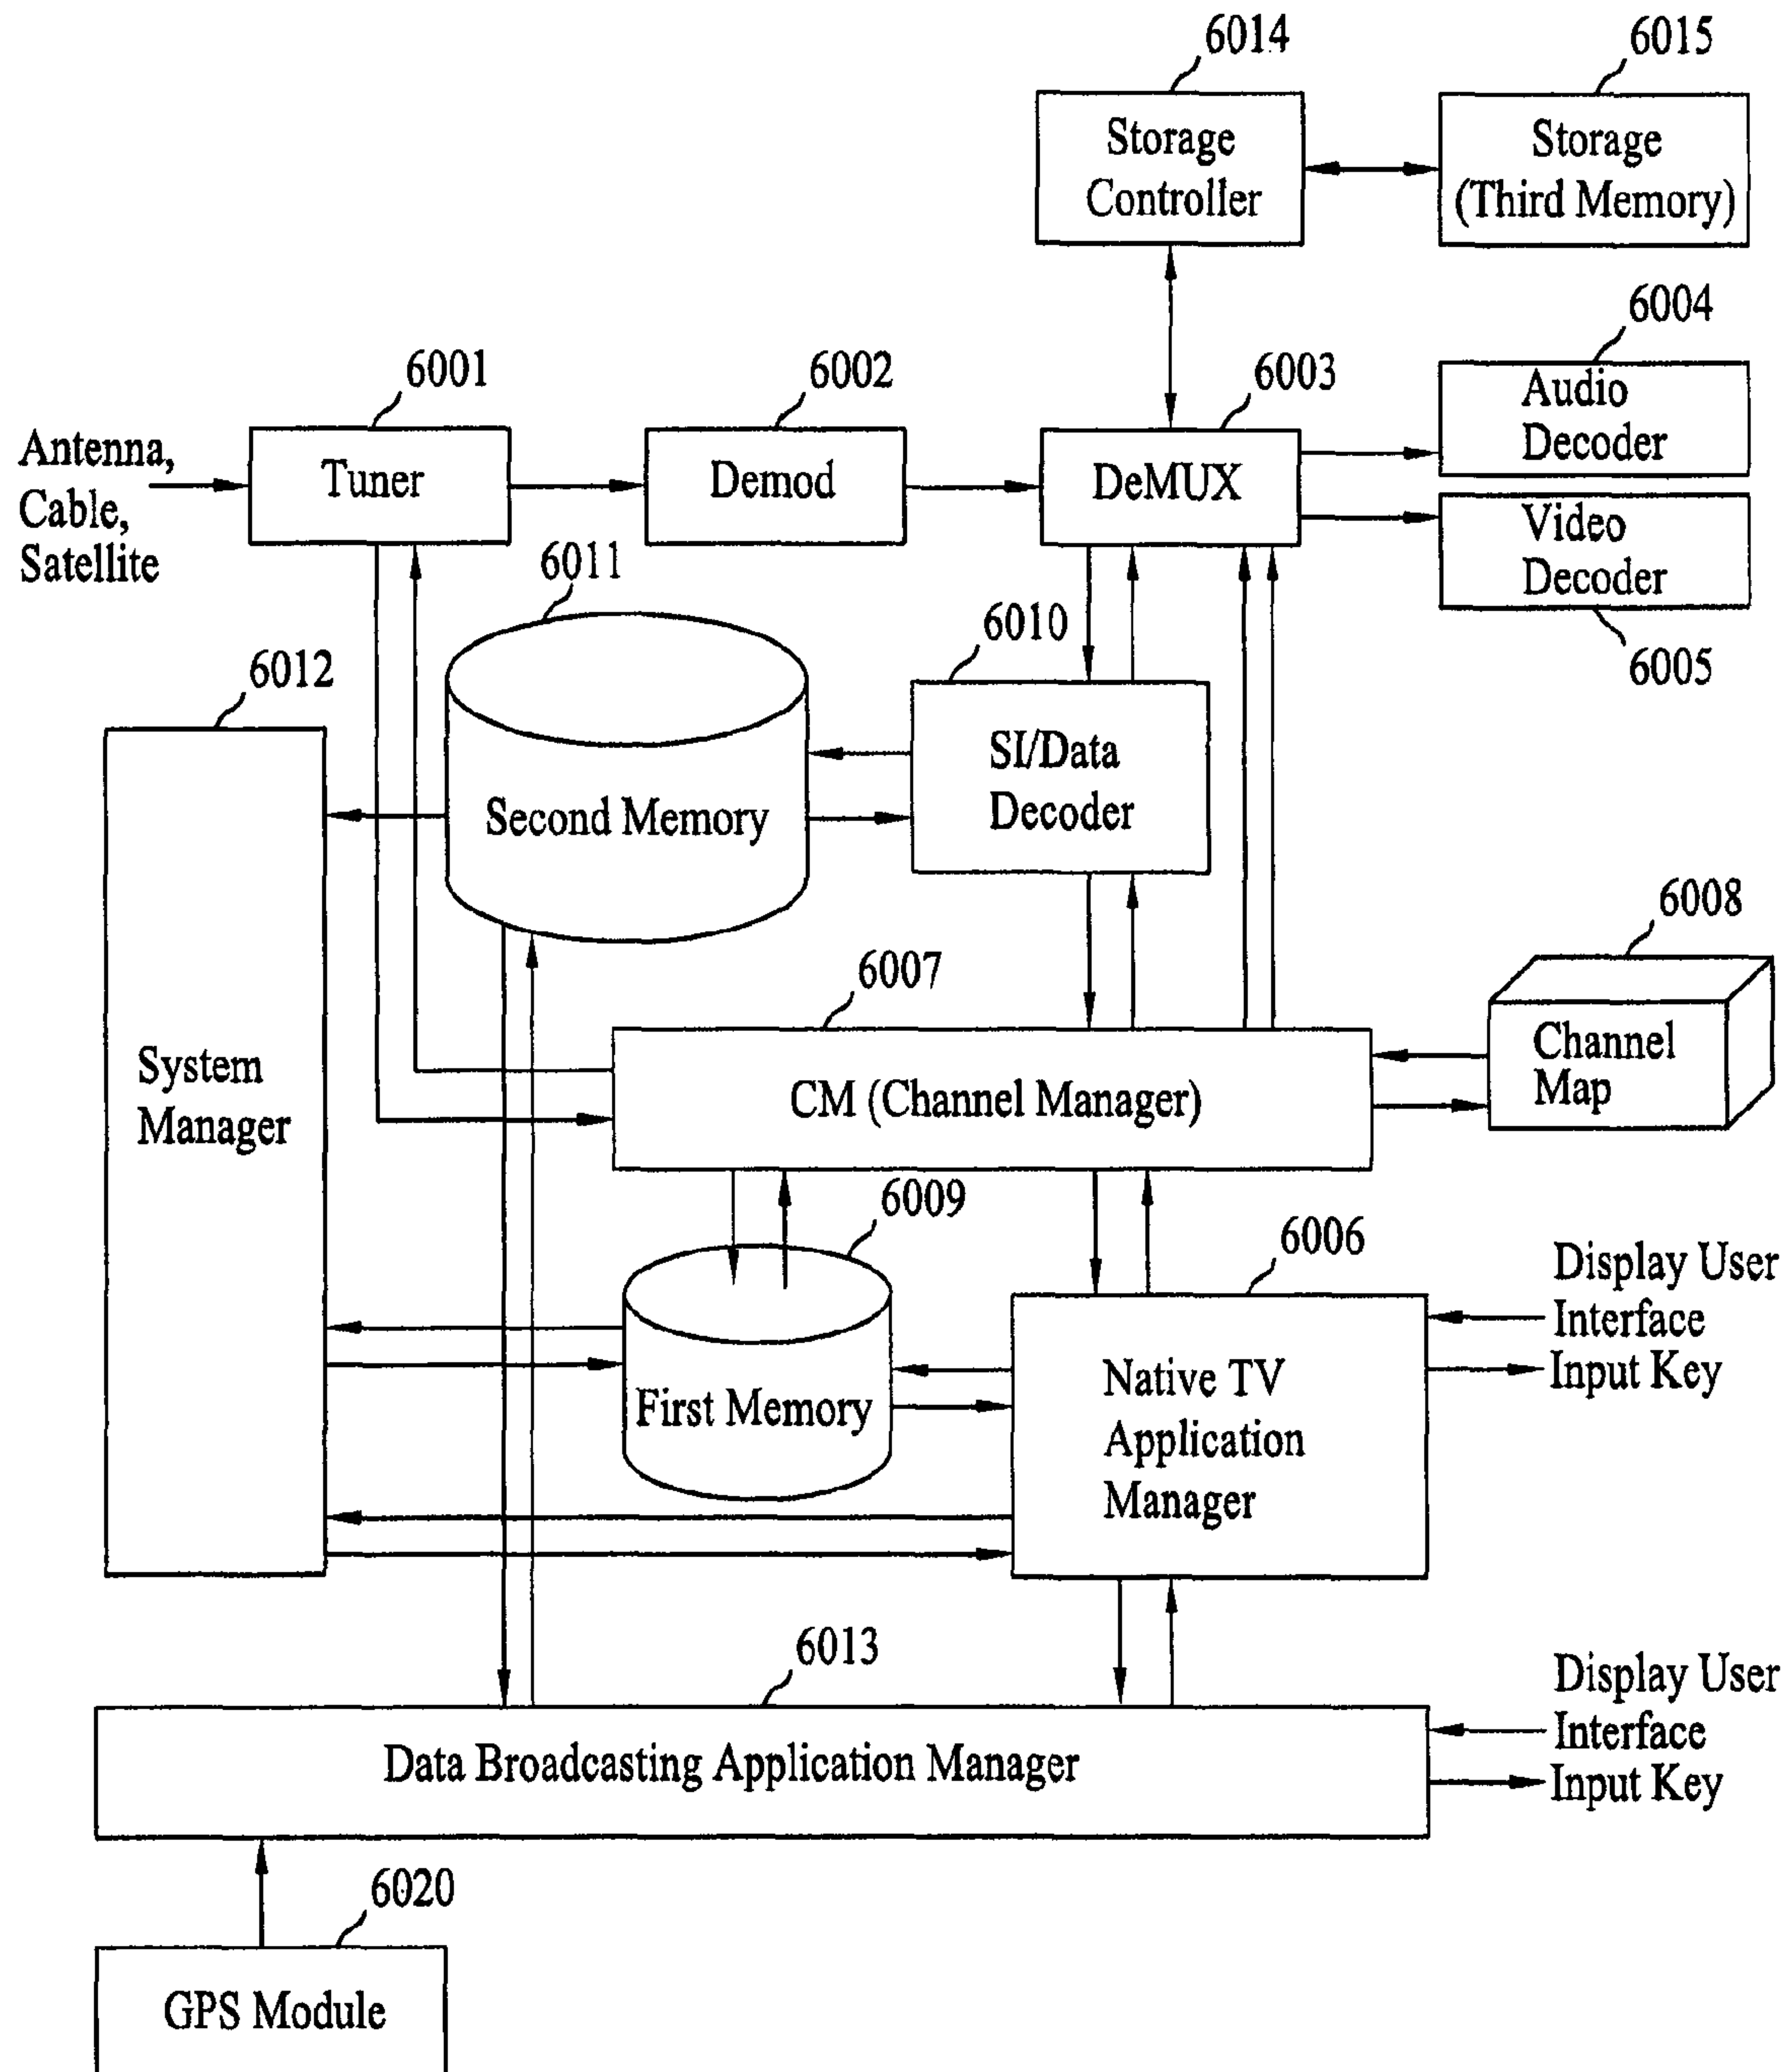 6014
6015
Storage
Controller
Storage
(Third Memory)
6004
6001
6002
6003
Audio
Decoder
Antenna,
Cable,
Satellite
Tuner
Demod
DeMUX
Video
Decoder
6005
6011
6010
6012
SI/Data
Decoder
Second Memory
6008
6007
System
Manager
CM (Channel Manager)
Channel
Map
6009
6006
Display User
Interface
Input Key
First Memory
Native TV
Application
Manager
6013
Display User
Interface
Input Key
Data Broadcasting Application Manager
6020
GPS Module